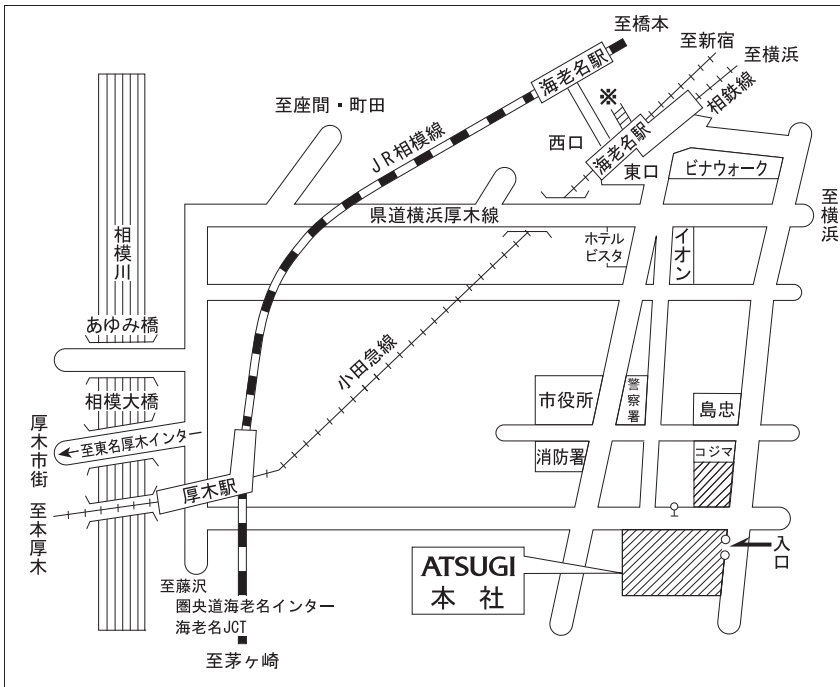 至橋本
至新宿
至横浜
海老名駅
※
相鉄線
至座間・町田
JR相模線
西口
海老名駅
東口
ビナウォーク
至横浜
県道横浜厚木線
ホテル
ビスタ
イオン
相模川
あゆみ橋
小田急線
相模大橋
市役所
警察署
島忠
厚木市街
至東名厚木インター
消防署
コジマ
厚木駅
至本厚木
入口
ATSUGI
本社
至藤沢
圏央道海老名インター
海老名JCT
至茅ヶ崎